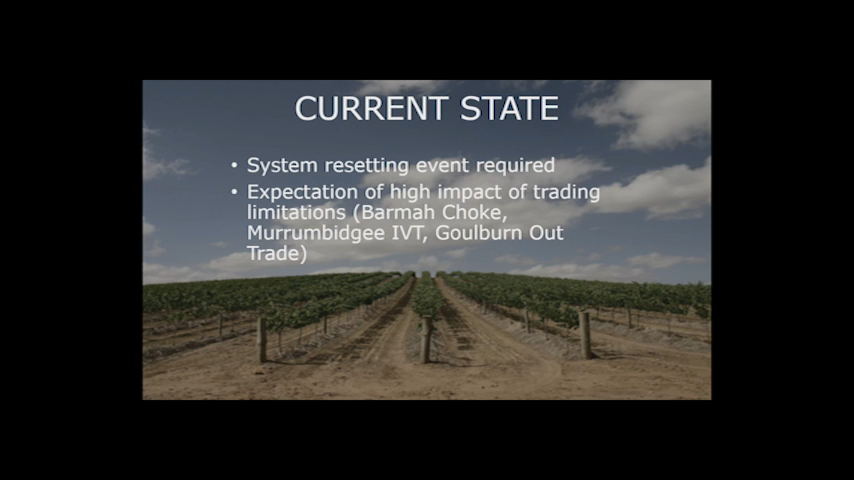 CURRENT STATE
• System resetting event required
• Expectation of high impact of trading
limitations (Barmah Choke,
Murrumbidgee IVT, Goulburn Out
Trade)